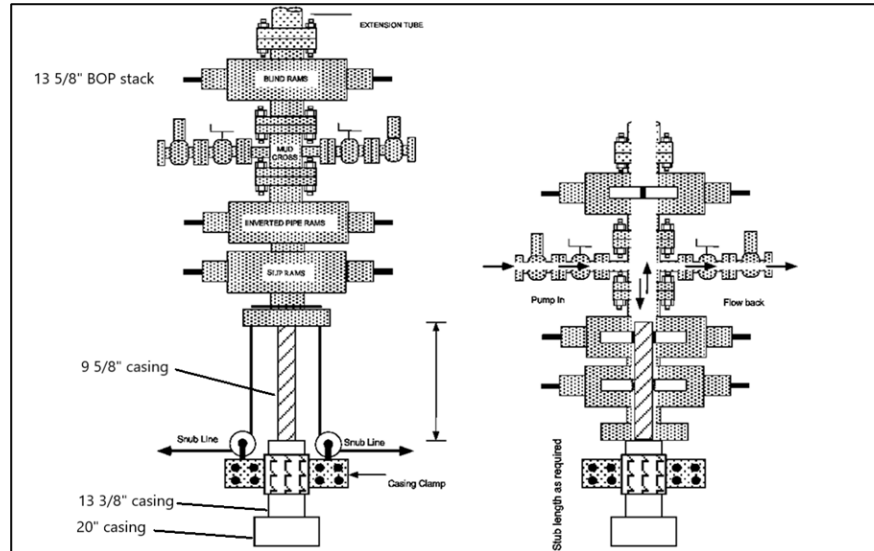 EXTENSION TUBE
13 5/8" BOP stack
BLIND RAMS
MUD
CROSS
INVERTED PIPE RAMS
SLIP RAMS
Pump In
Flow back
9 5/8" casing
Snub Line
Snub Line
Casing Clamp
Stub length as required
13 3/8" casing
20" casing